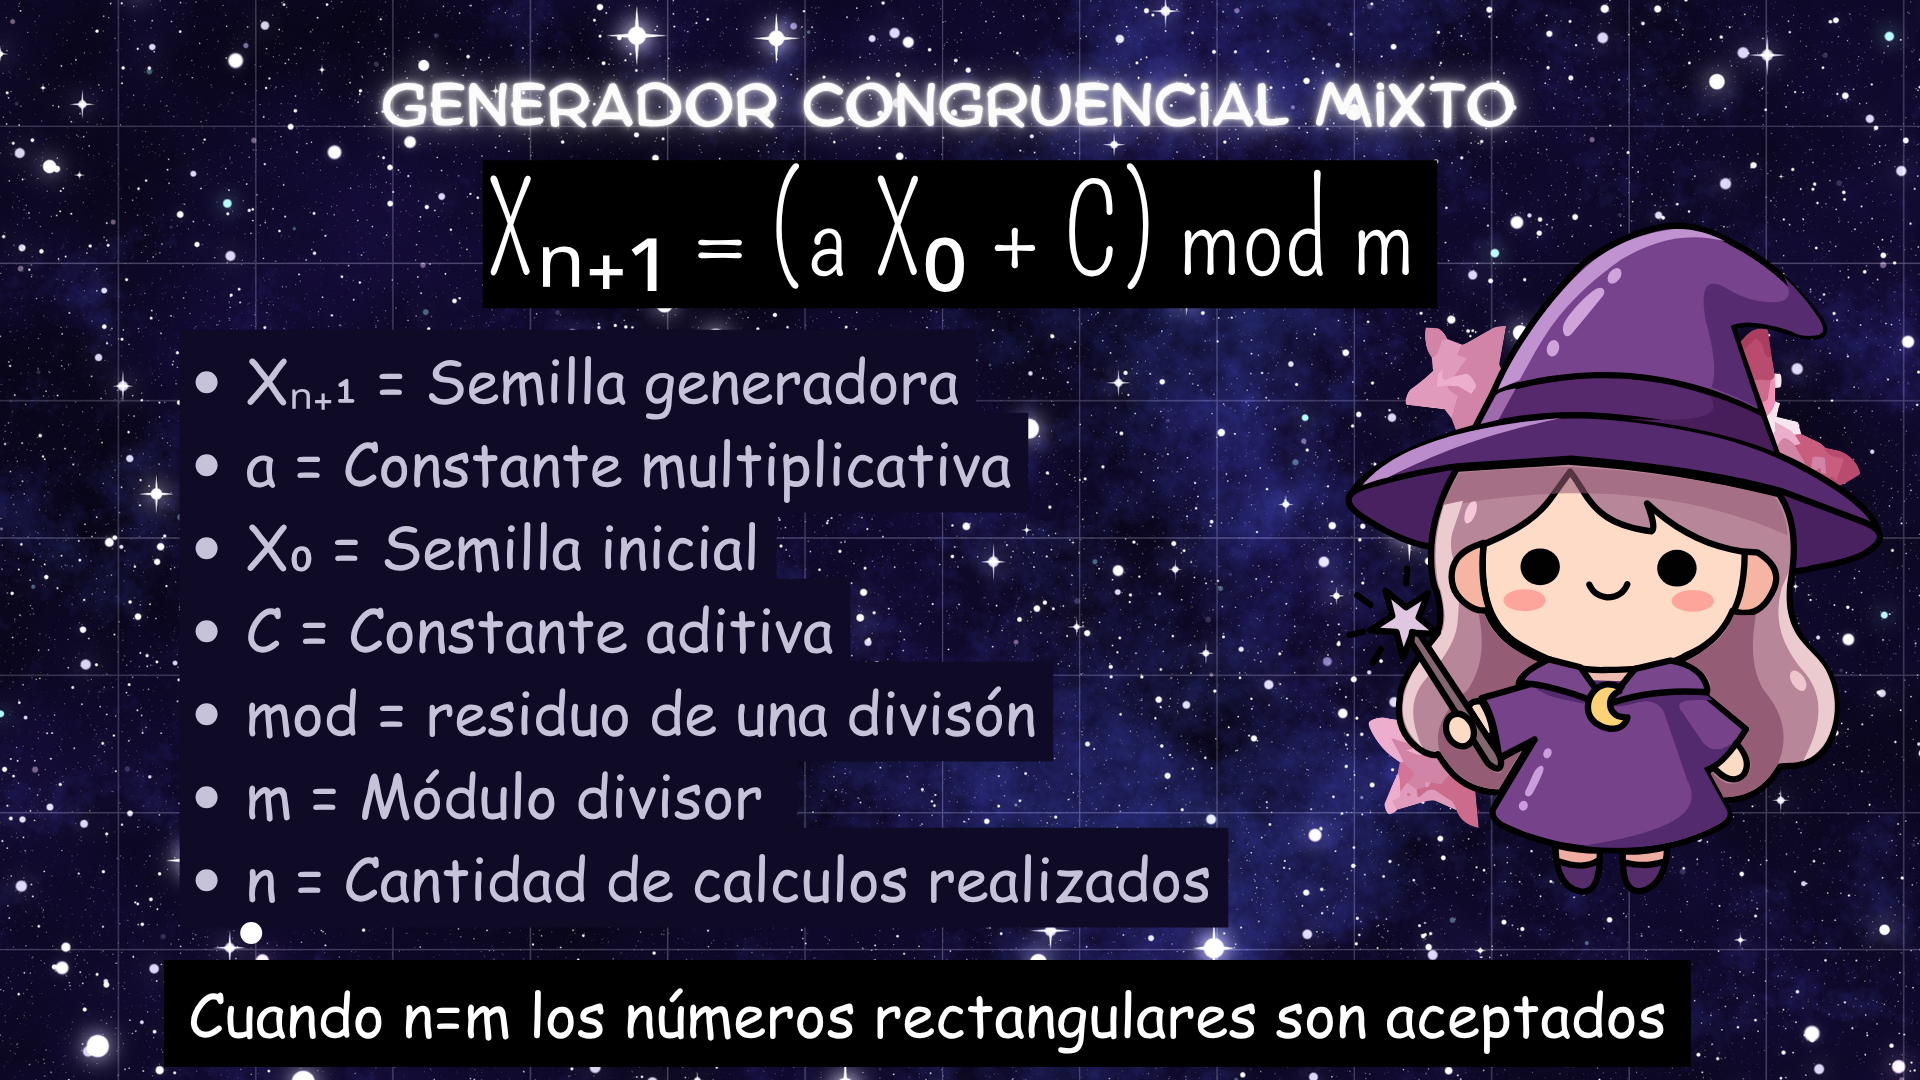 GENERADOR CONGRUENCIAL MIXTO
Xₙ₊₁ = (a X₀ + C) mod m
• Xₙ₊₁ = Semilla generadora
• a = Constante multiplicativa
• X₀ = Semilla inicial
• C = Constante aditiva
• mod = residuo de una divisón
• m = Módulo divisor
• n = Cantidad de calculos realizados
Cuando n=m los números rectangulares son aceptados